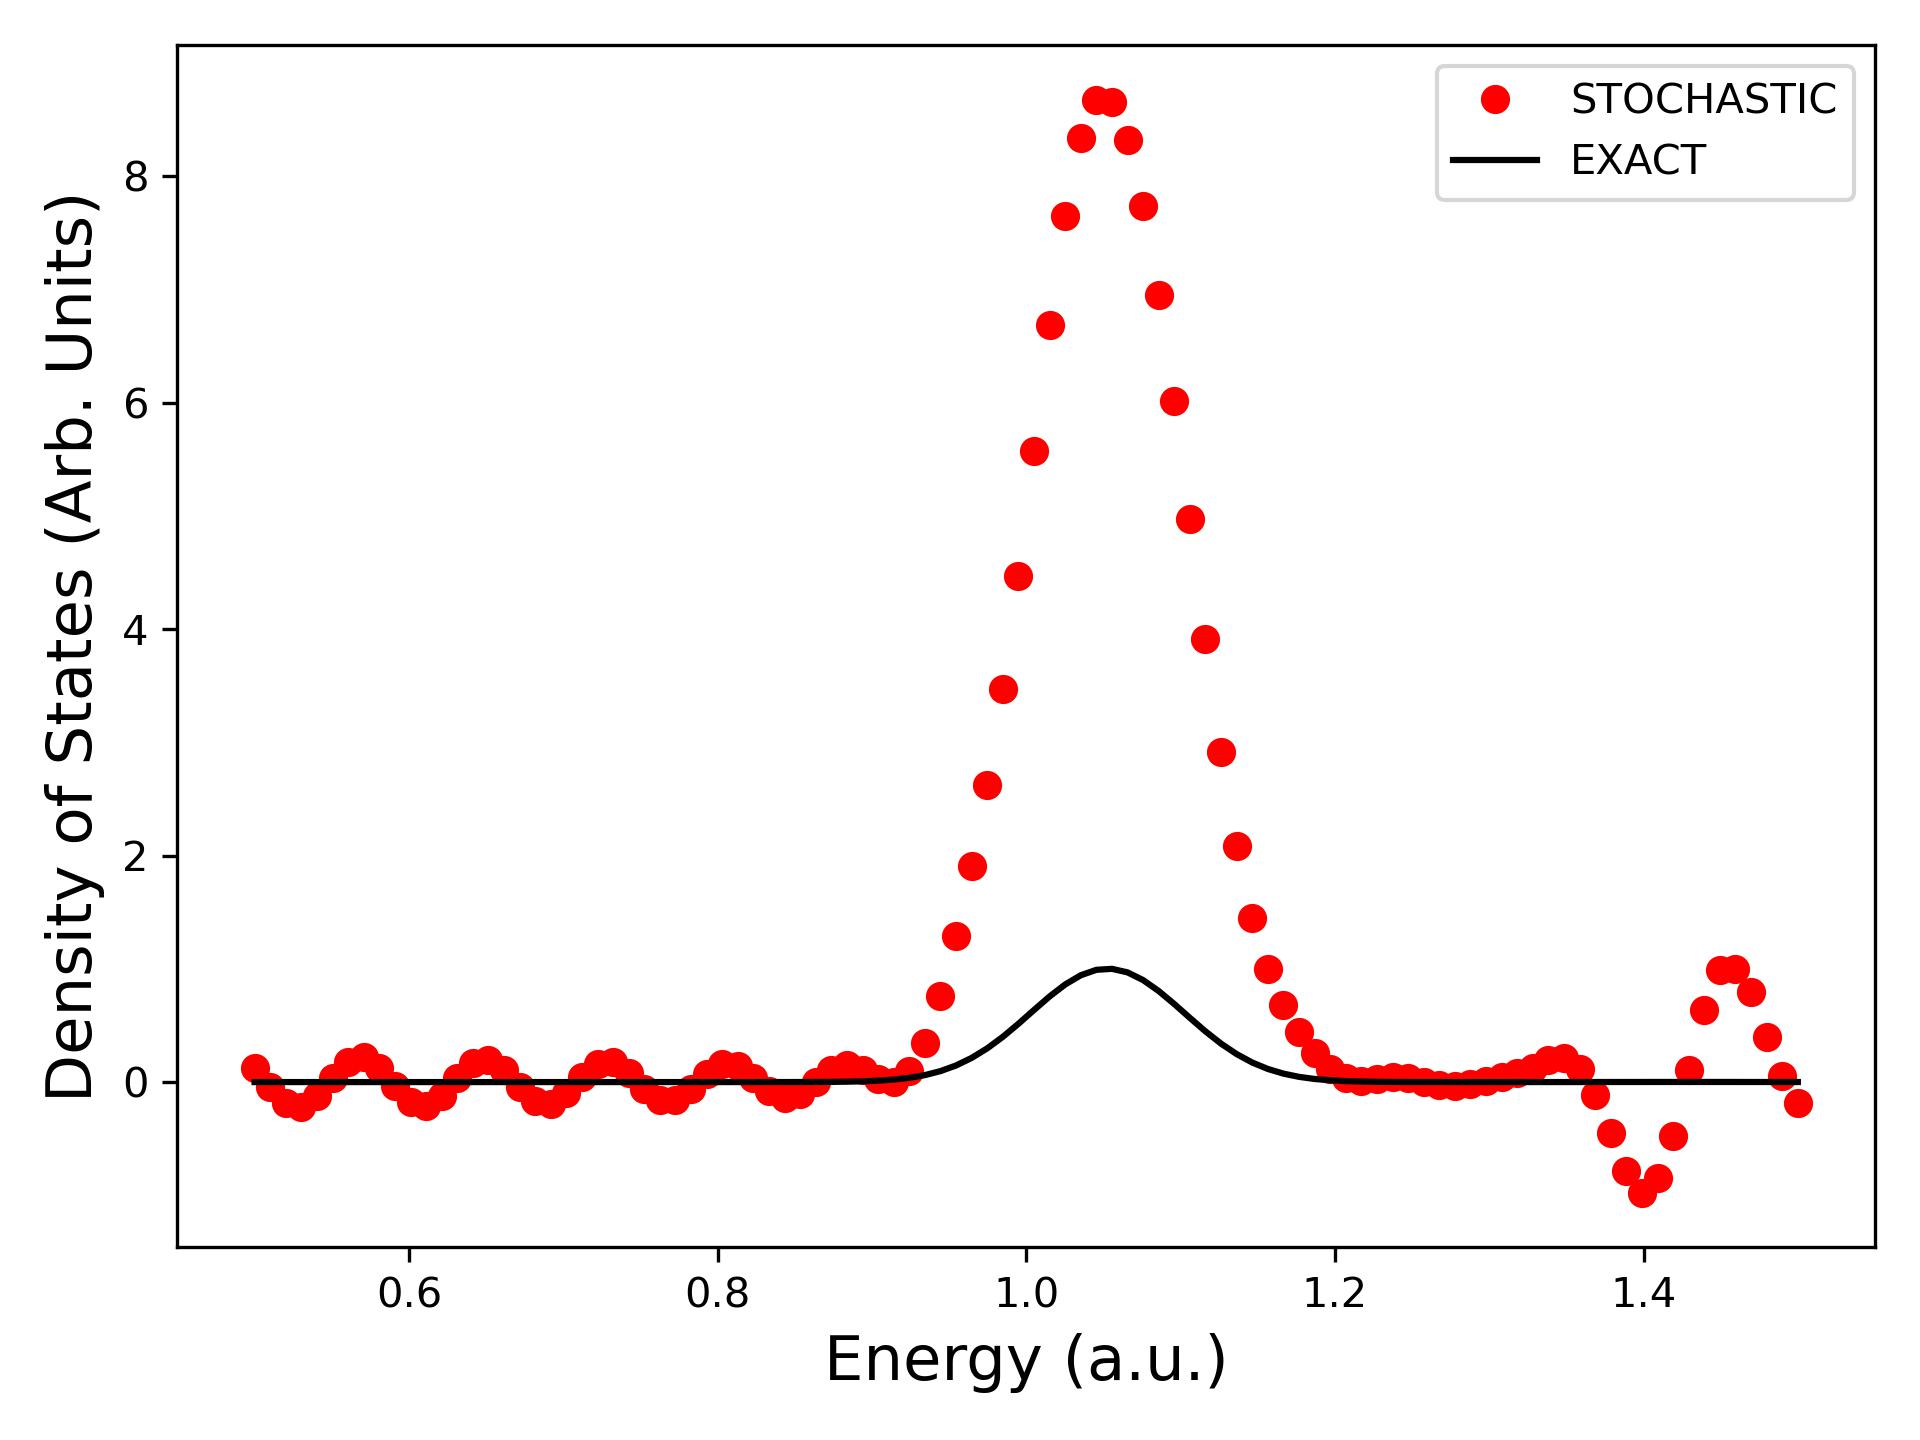 STOCHASTIC
EXACT
Density of States (Arb. Units)
8
6
4
2
0
0.6 0.8 1.0 1.2 1.4
Energy (a.u.)